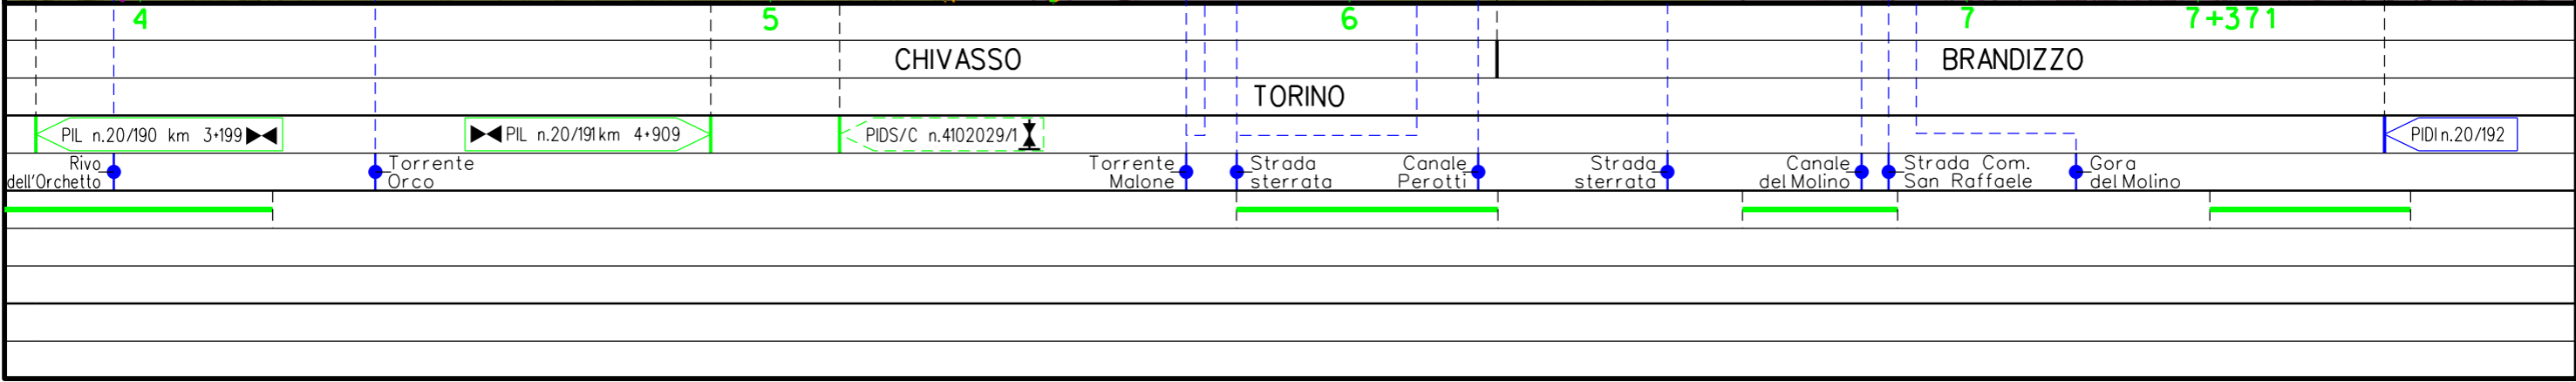 4 5 6 7 7+371
CHIVASSO BRANDIZZO
TORINO
PIL n.20/190 km 3+199 PIL n.20/191 km 4+909 PIDS/C n.4102029/1 PIDI n.20/192
Rivo
dell'Orchetto
Torrente
Orco
Torrente
Malone
Strada
sterrata
Canale
Perotti
Strada
sterrata
Canale
del Molino
Strada Com.
San Raffaele
Gora
del Molino